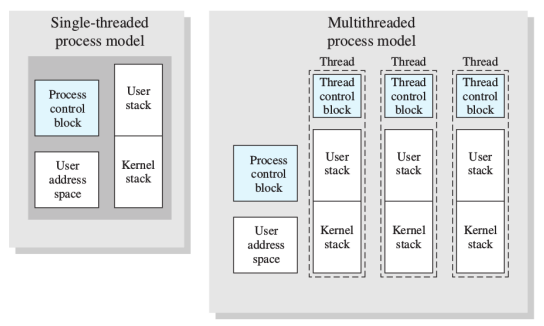 Single-threaded
process model
Process
control
block
User
stack
User
address
space
Kernel
stack
Multithreaded
process model
Thread
Thread
Thread
Thread
control
block
Thread
control
block
Thread
control
block
Process
control
block
User
stack
User
stack
User
stack
User
address
space
Kernel
stack
Kernel
stack
Kernel
stack